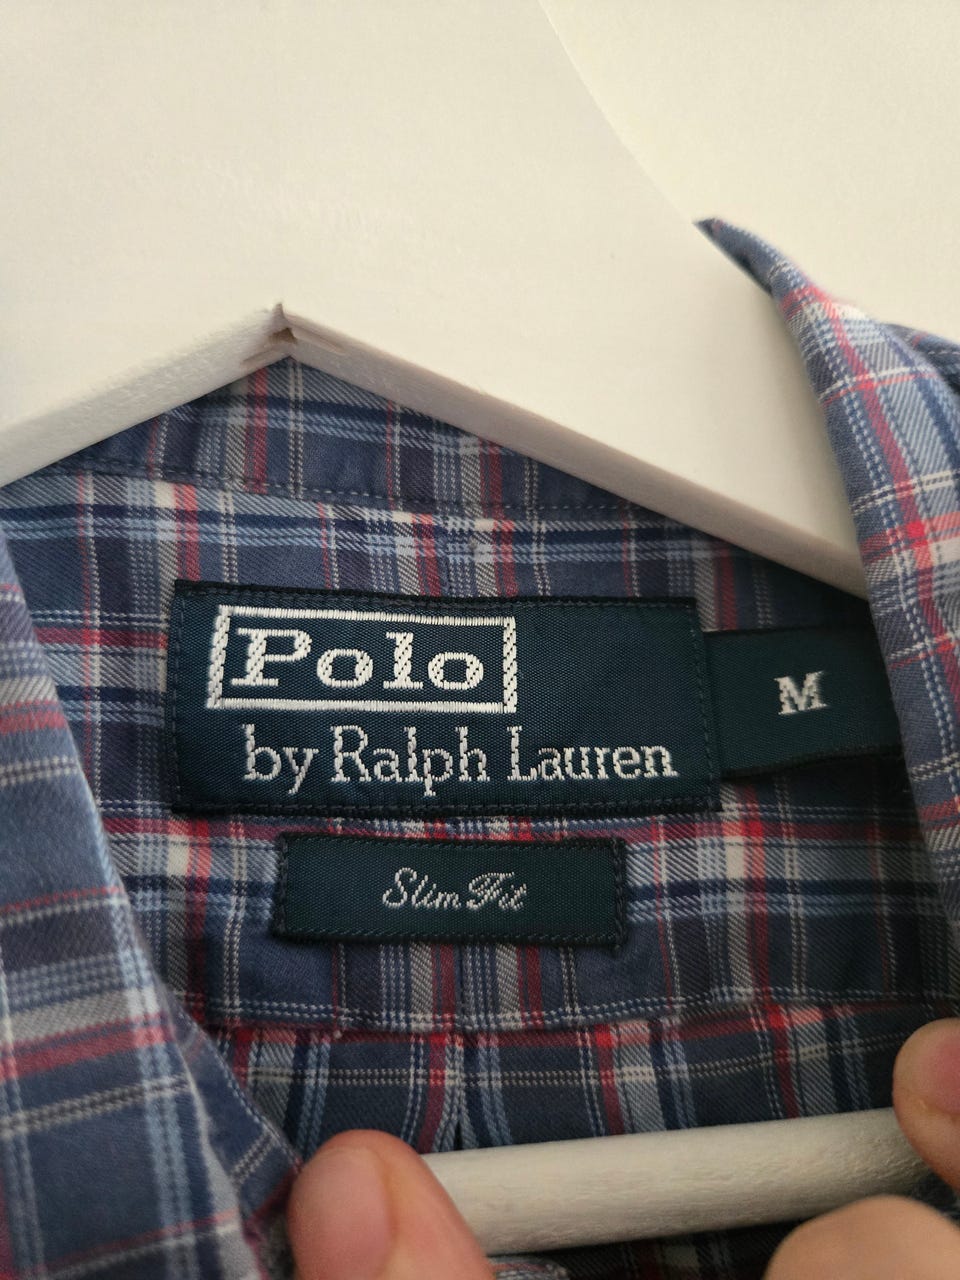 Polo
by Ralph Lauren
M
Slim Fit